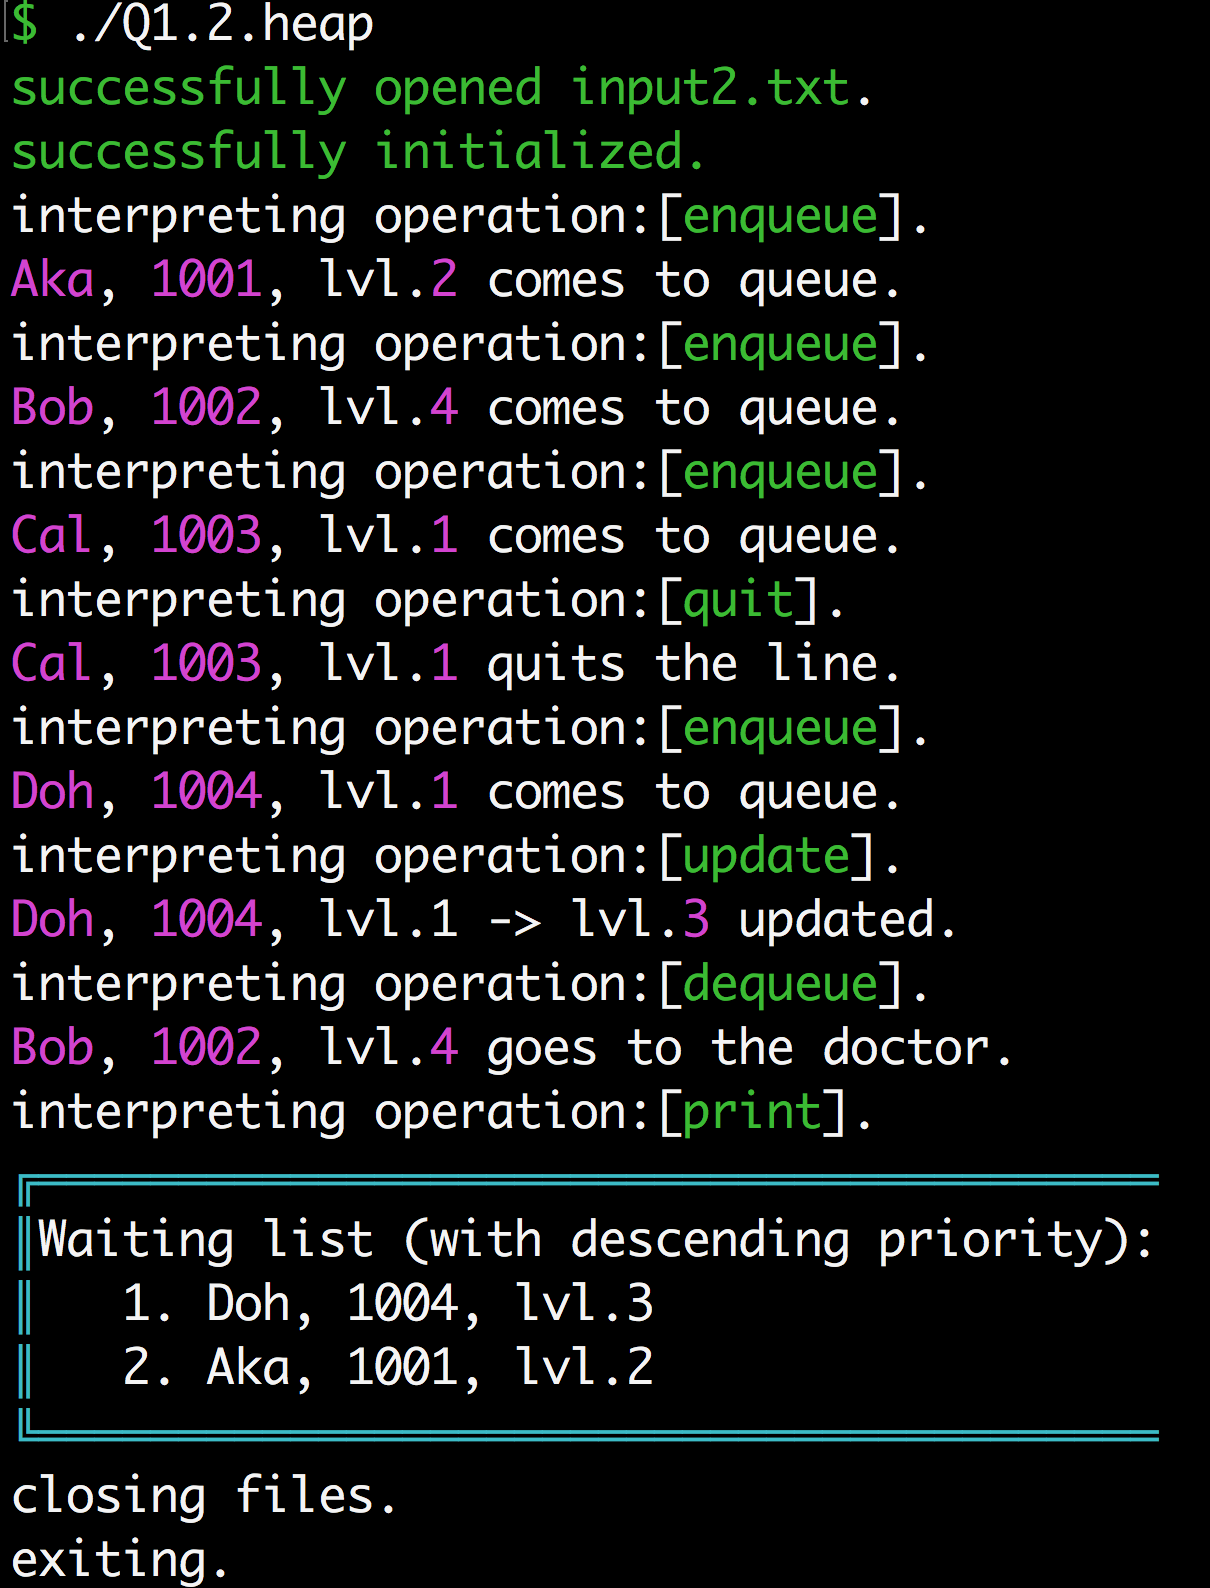 $ ./Q1.2.heap
successfully opened input2.txt.
successfully initialized.
interpreting operation:[enqueue].
Aka, 1001, lvl.2 comes to queue.
interpreting operation:[enqueue].
Bob, 1002, lvl.4 comes to queue.
interpreting operation:[enqueue].
Cal, 1003, lvl.1 comes to queue.
interpreting operation:[quit].
Cal, 1003, lvl.1 quits the line.
interpreting operation:[enqueue].
Doh, 1004, lvl.1 comes to queue.
interpreting operation:[update].
Doh, 1004, lvl.1 -> lvl.3 updated.
interpreting operation:[dequeue].
Bob, 1002, lvl.4 goes to the doctor.
interpreting operation:[print].
Waiting list (with descending priority):
1. Doh, 1004, lvl.3
2. Aka, 1001, lvl.2
closing files.
exiting.